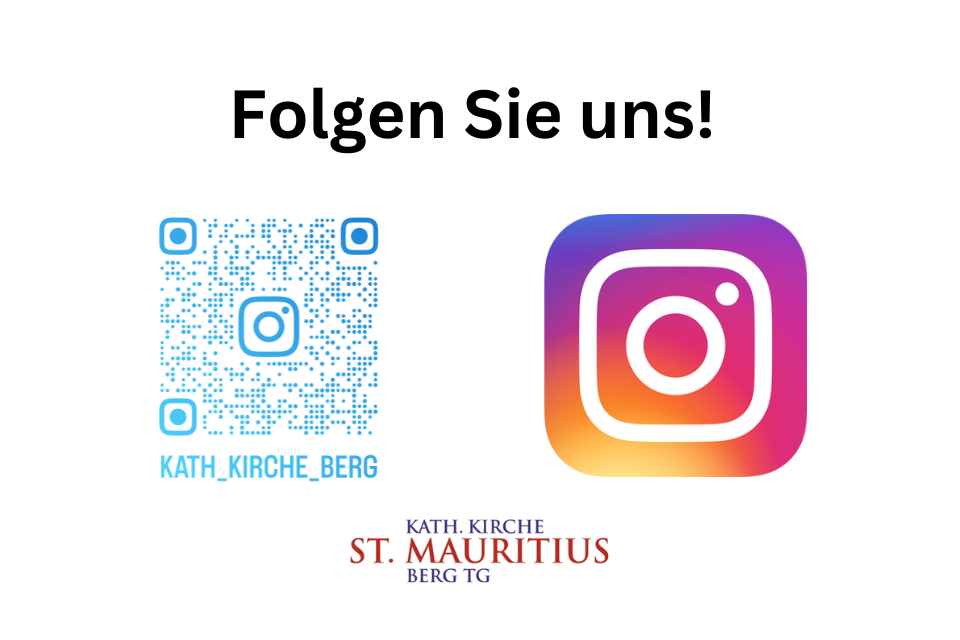 Folgen Sie uns!
KATH_KIRCHE_BERG
KATH. KIRCHE
ST. MAURITIUS
BERG TG